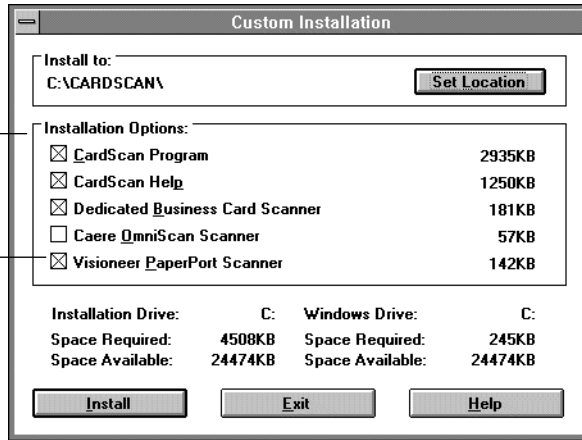 Custom Installation
Install to:
C:\CARDSCAN\ Set Location
Installation Options:
CardScan Program 2935KB
CardScan Help 1250KB
Dedicated Business Card Scanner 181KB
Caere OmniScan Scanner 57KB
Visioneer PaperPort Scanner 142KB
Installation Drive: C: Windows Drive: C:
Space Required: 4508KB Space Required: 245KB
Space Available: 24474KB Space Available: 24474KB
Install Exit Help